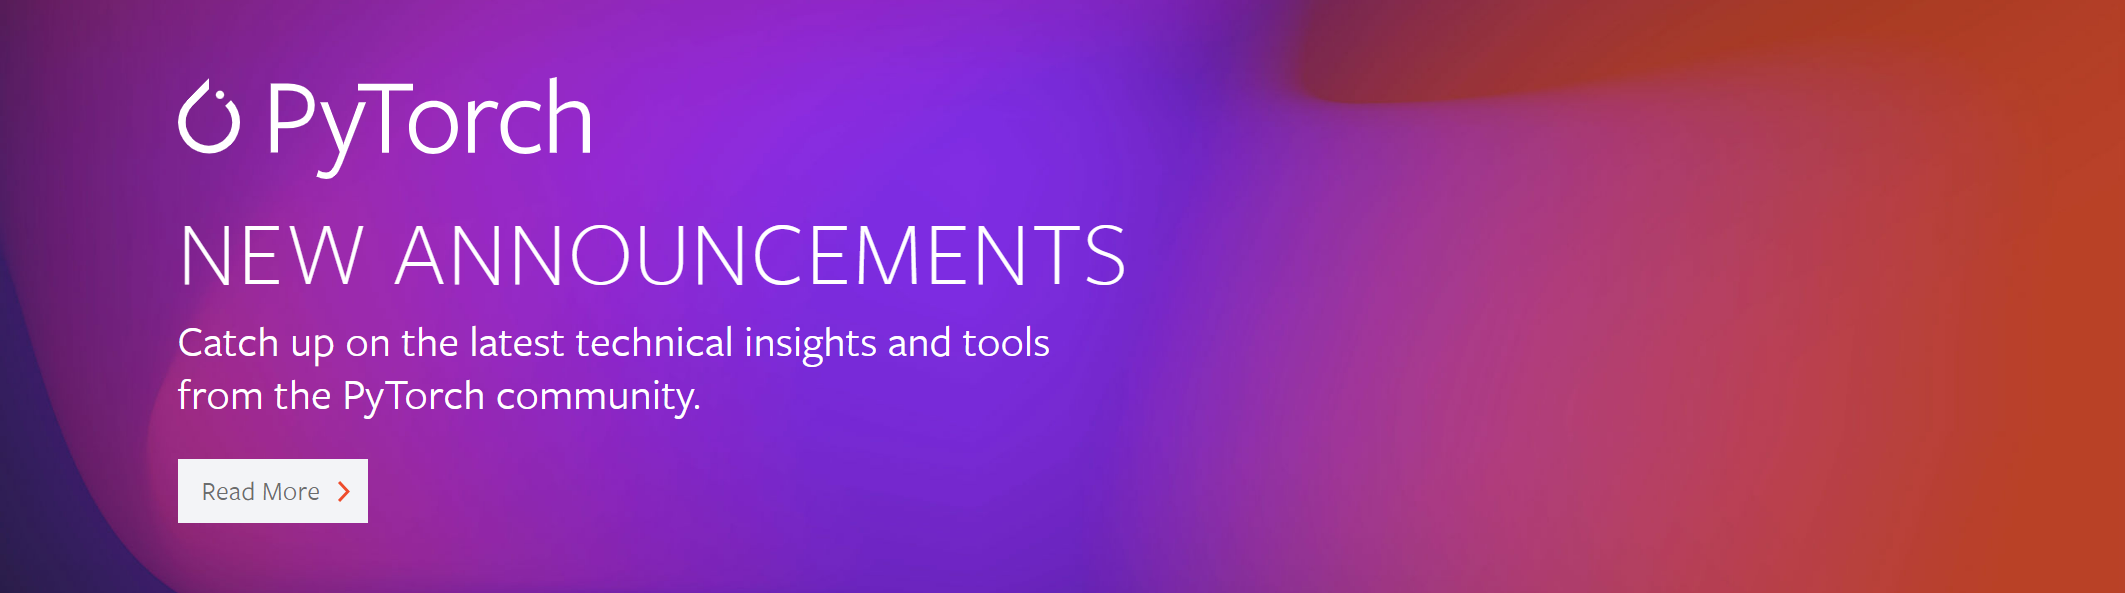 PyTorch
NEW ANNOUNCEMENTS
Catch up on the latest technical insights and tools
from the PyTorch community.
Read More